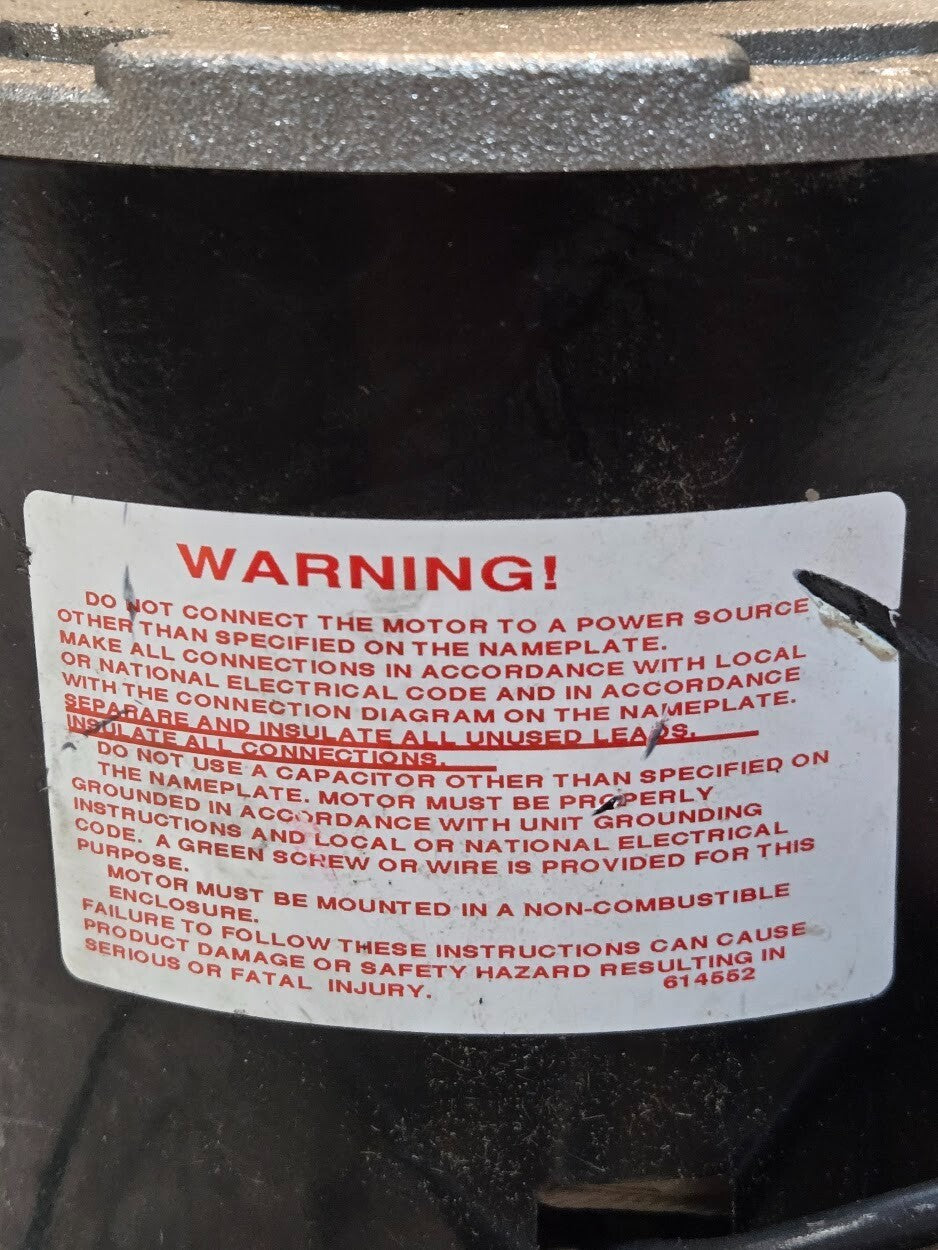 WARNING!
DO NOT CONNECT THE MOTOR TO A POWER SOURCE
OTHER THAN SPECIFIED ON THE NAMEPLATE.
MAKE ALL CONNECTIONS IN ACCORDANCE WITH LOCAL
OR NATIONAL ELECTRICAL CODE AND IN ACCORDANCE
WITH THE CONNECTION DIAGRAM ON THE NAMEPLATE.
SEPARARE AND INSULATE ALL UNUSED LEADS.
INSULATE ALL CONNECTIONS.
DO NOT USE A CAPACITOR OTHER THAN SPECIFIED ON
THE NAMEPLATE. MOTOR MUST BE PROPERLY
GROUNDED IN ACCORDANCE WITH UNIT GROUNDING
INSTRUCTIONS AND LOCAL OR NATIONAL ELECTRICAL
CODE. A GREEN SCREW OR WIRE IS PROVIDED FOR THIS
PURPOSE.
MOTOR MUST BE MOUNTED IN A NON-COMBUSTIBLE
ENCLOSURE.
FAILURE TO FOLLOW THESE INSTRUCTIONS CAN CAUSE
PRODUCT DAMAGE OR SAFETY HAZARD RESULTING IN
SERIOUS OR FATAL INJURY.
614552